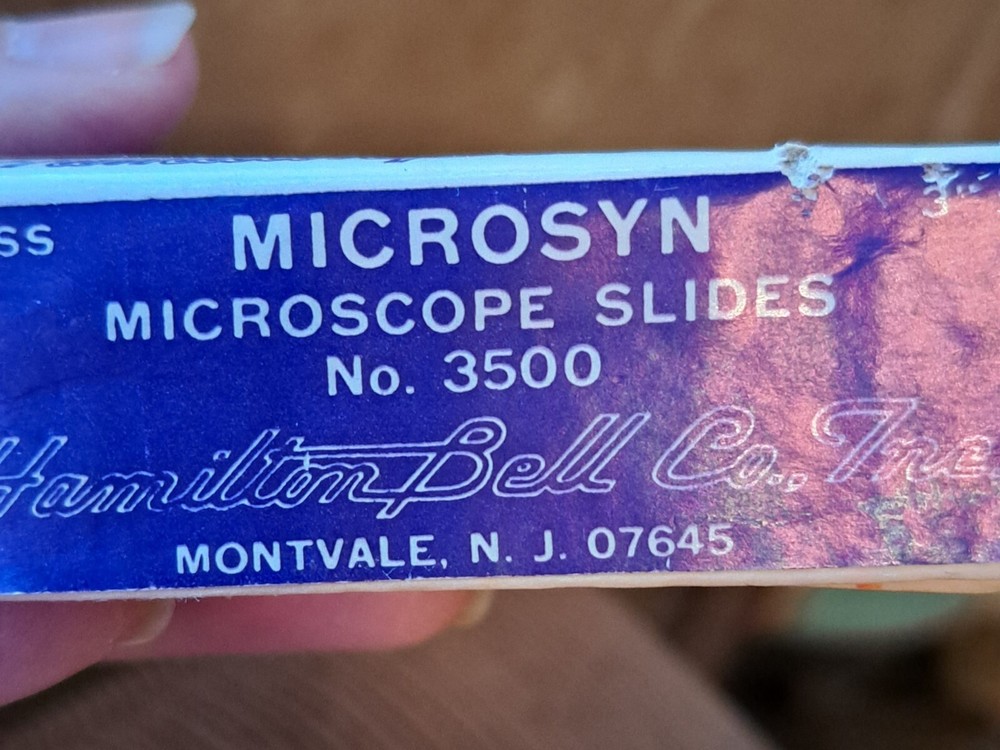 MICROSYN
MICROSCOPE SLIDES
No. 3500
Hamilton Bell Co., Inc.
MONTVALE, N. J. 07645